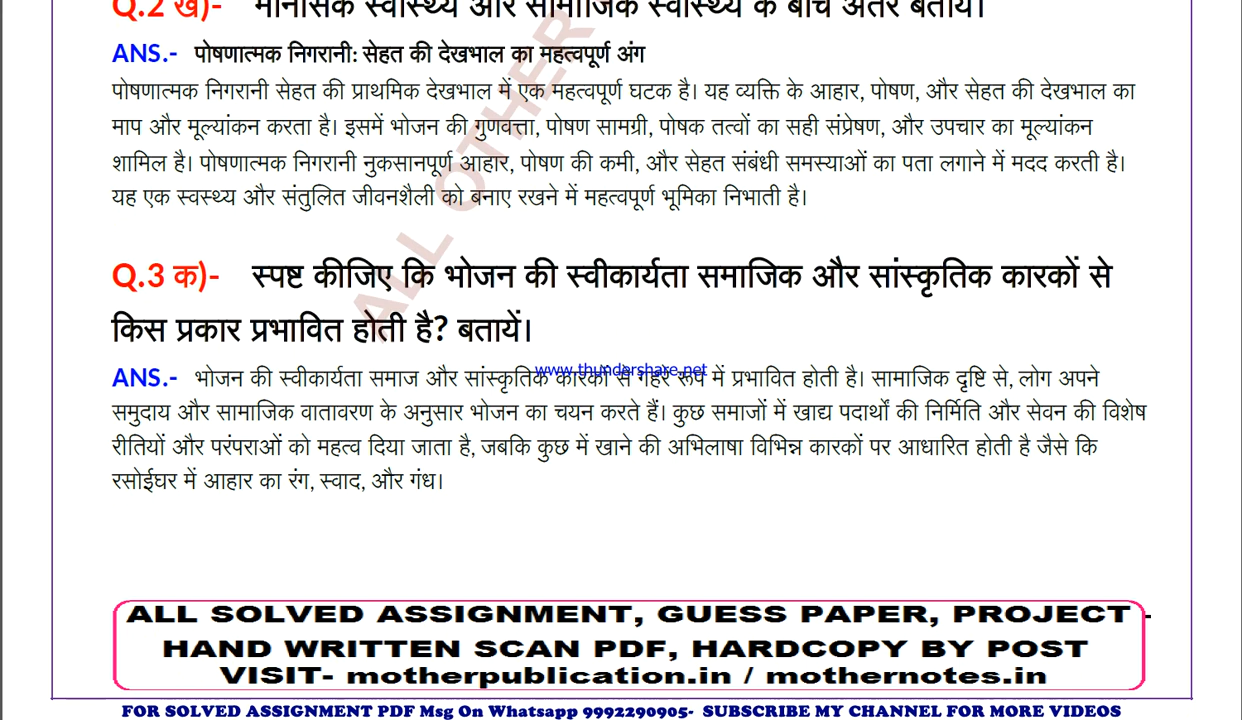 Q.2 ख)- मानसिक स्वास्थ्य और सामाजिक स्वास्थ्य के बीच अंतर बतायें।
ANS.- पोषणात्मक निगरानी: सेहत की देखभाल का महत्वपूर्ण अंग
पोषणात्मक निगरानी सेहत की प्राथमिक देखभाल में एक महत्वपूर्ण घटक है। यह व्यक्ति के आहार, पोषण, और सेहत की देखभाल का
माप और मूल्यांकन करता है। इसमें भोजन की गुणवत्ता, पोषण सामग्री, पोषक तत्वों का सही संप्रेषण, और उपचार का मूल्यांकन
शामिल है। पोषणात्मक निगरानी नुकसानपूर्ण आहार, पोषण की कमी, और सेहत संबंधी समस्याओं का पता लगाने में मदद करती है।
यह एक स्वस्थ्य और संतुलित जीवनशैली को बनाए रखने में महत्वपूर्ण भूमिका निभाती है।
ALL OTHER
Q.3 क)- स्पष्ट कीजिए कि भोजन की स्वीकार्यता समाजिक और सांस्कृतिक कारकों से
किस प्रकार प्रभावित होती है? बतायें।
www.thundershare.net
ANS.- भोजन की स्वीकार्यता समाज और सांस्कृतिक कारकों से गहरे रूप में प्रभावित होती है। सामाजिक दृष्टि से, लोग अपने
समुदाय और सामाजिक वातावरण के अनुसार भोजन का चयन करते हैं। कुछ समाजों में खाद्य पदार्थों की निर्मिति और सेवन की विशेष
रीतियों और परंपराओं को महत्व दिया जाता है, जबकि कुछ में खाने की अभिलाषा विभिन्न कारकों पर आधारित होती है जैसे कि
रसोईघर में आहार का रंग, स्वाद, और गंध।
ALL SOLVED ASSIGNMENT, GUESS PAPER, PROJECT -
HAND WRITTEN SCAN PDF, HARDCOPY BY POST
VISIT- motherpublication.in / mothernotes.in
FOR SOLVED ASSIGNMENT PDF Msg On Whatsapp 9992290905- SUBSCRIBE MY CHANNEL FOR MORE VIDEOS